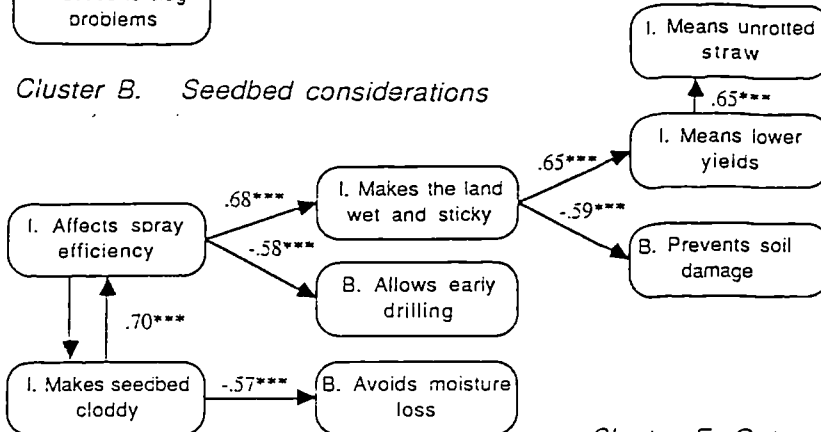 problems
Cluster B. Seedbed considerations
I. Means unrotted
straw
.65***
I. Means lower
yields
.65***
-.59***
B. Prevents soil
damage
I. Makes the land
wet and sticky
.68***
-.58***
I. Affects spray
efficiency
B. Allows early
drilling
.70***
I. Makes seedbed
cloddy
-.57***
B. Avoids moisture
loss